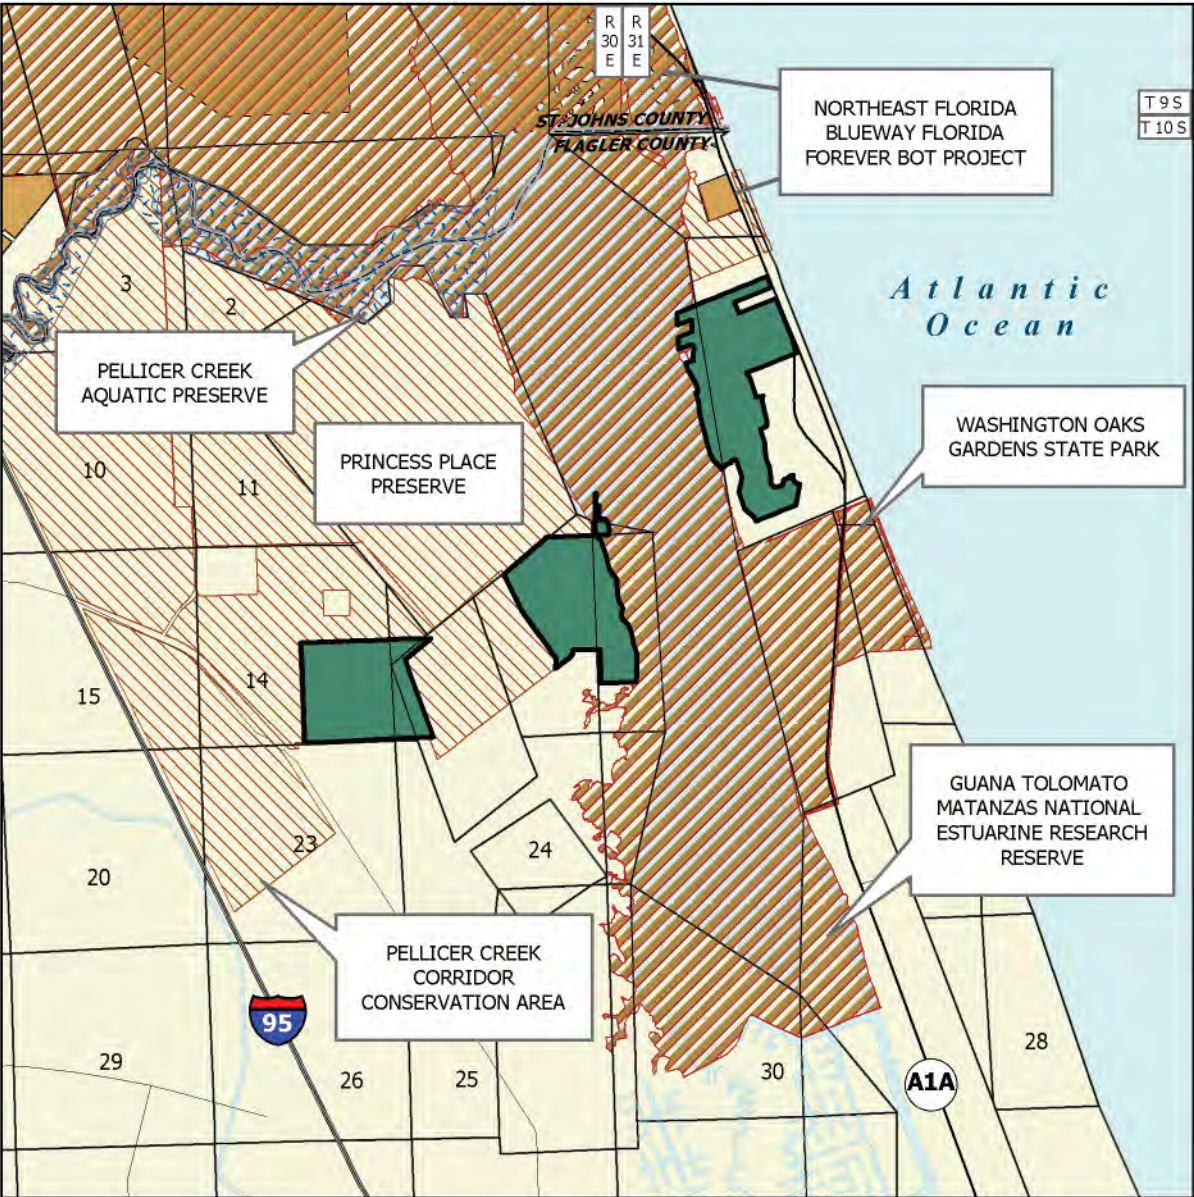 R
30
E
R
31
E
T 9 S
T 10 S
NORTHEAST FLORIDA
BLUEWAY FLORIDA
FOREVER BOT PROJECT
ST. JOHNS COUNTY
FLAGLER COUNTY
Atlantic
Ocean
3
2
PELLICER CREEK
AQUATIC PRESERVE
WASHINGTON OAKS
GARDENS STATE PARK
PRINCESS PLACE
PRESERVE
10
11
14
15
GUANA TOLOMATO
MATANZAS NATIONAL
ESTUARINE RESEARCH
RESERVE
23
24
20
PELLICER CREEK
CORRIDOR
CONSERVATION AREA
95
28
29
26
25
30
A1A